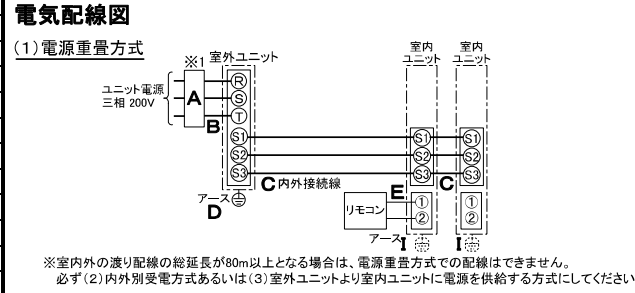 電気配線図
(1)電源重畳方式
※1
室外ユニット
室内
ユニット
室内
ユニット
ユニット電源
三相 200V
A
B
R
S
T
S1
S2
S3
S1
S2
S3
S1
S2
S3
C 内外接続線
C
アース
D
E
リモコン
①
②
①
②
アース I
I
※室内外の渡り配線の総延長が80m以上となる場合は、電源重畳方式での配線はできません。
必ず(2)内外別受電方式あるいは(3)室外ユニットより室内ユニットに電源を供給する方式にしてください